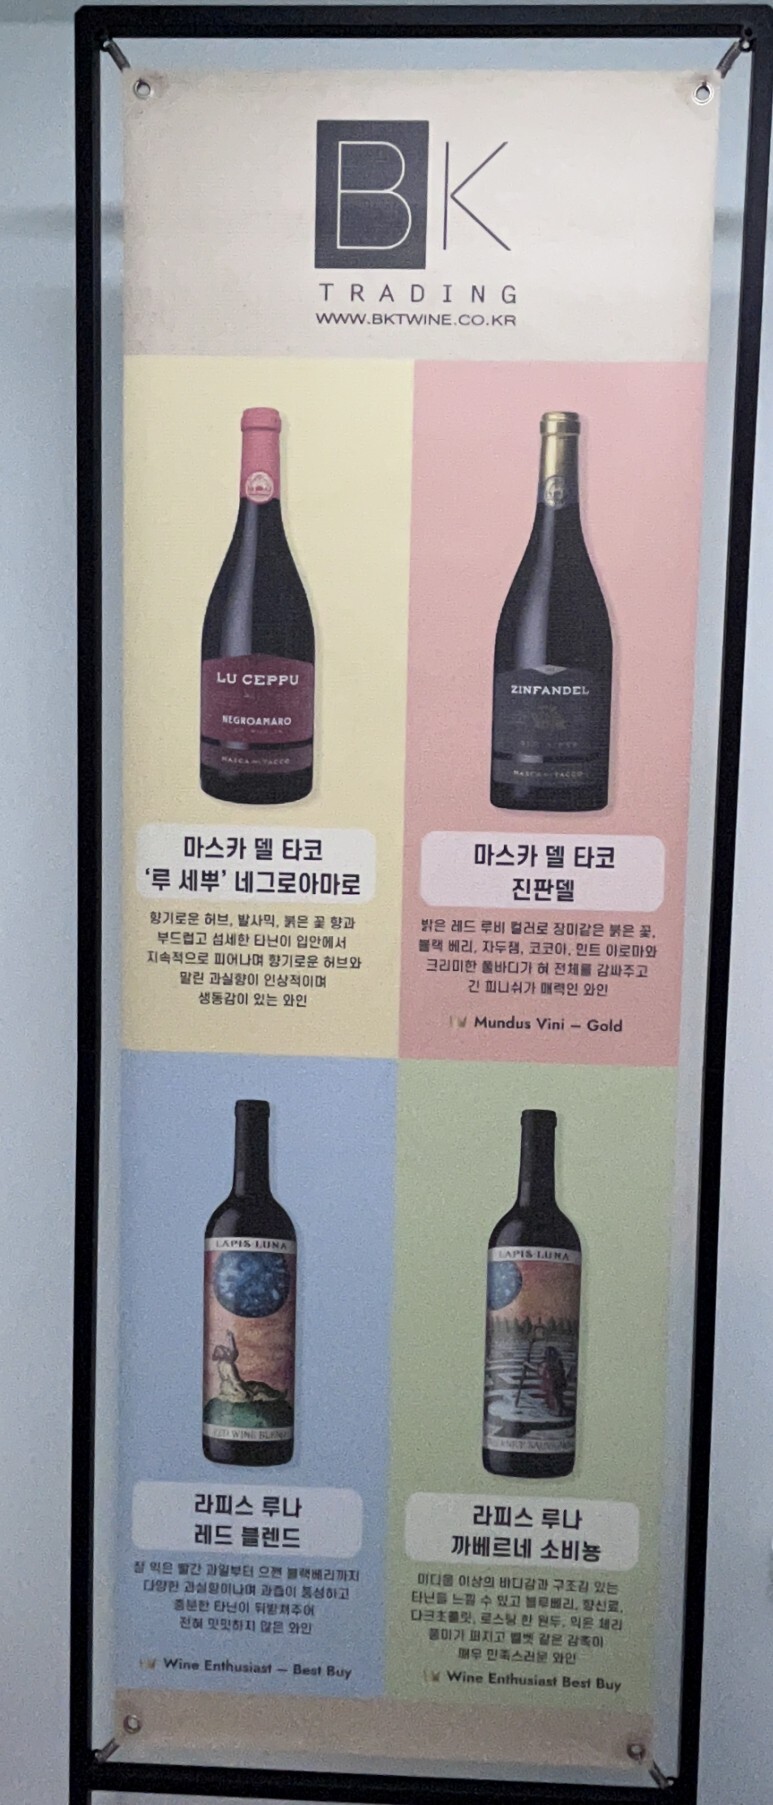 BK
TRADING
WWW.BKTWINE.CO.KR
LU CEPPU
NEGROAMARO
MASCA DEL TACCO
마스카 델 타코
‘루 세뿌’ 네그로아마로
향기로운 허브, 발사믹, 붉은 꽃 향과
부드럽고 섬세한 타닌이 입안에서
지속적으로 피어나며 향기로운 허브와
말린 과실향이 인상적이며
생동감이 있는 와인
ZINFANDEL
MASCA DEL TACCO
마스카 델 타코
진판델
밝은 레드 루비 컬러로 장미같은 붉은 꽃,
블랙 베리, 자두잼, 코코아, 민트 아로마와
크리미한 풀바디가 혀 전체를 감싸주고
긴 피니쉬가 매력인 와인
Mundus Vini – Gold
LAPIS LUNA
RED WINE BLEND
라피스 루나
레드 블렌드
잘 익은 빨간 과일부터 으깬 블랙베리까지
다양한 과실향이나며 과즙이 풍성하고
충분한 타닌이 뒤받쳐주어
전혀 밋밋하지 않은 와인
Wine Enthusiast – Best Buy
LAPIS LUNA
CABERNET SAUVIGNON
라피스 루나
까베르네 소비뇽
미디움 이상의 바디감과 구조감 있는
타닌을 느낄 수 있고 블루베리, 향신료,
다크초콜릿, 로스팅 한 원두, 익은 체리
풍미가 퍼지고 벨벳 같은 감촉이
매우 만족스러운 와인
Wine Enthusiast Best Buy